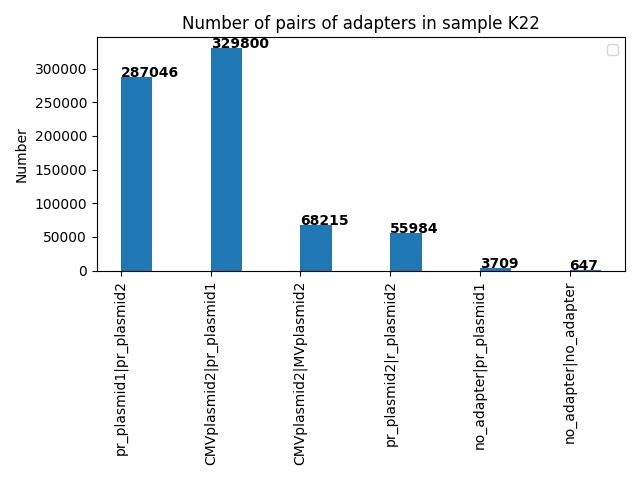 Number of pairs of adapters in sample K22
Number
300000
250000
200000
150000
100000
50000
0
287046
329800
68215
55984
3709
647
pr_plasmid1|pr_plasmid2
CMVplasmid2|pr_plasmid1
CMVplasmid2|MVplasmid2
pr_plasmid2|r_plasmid2
no_adapter|pr_plasmid1
no_adapter|no_adapter